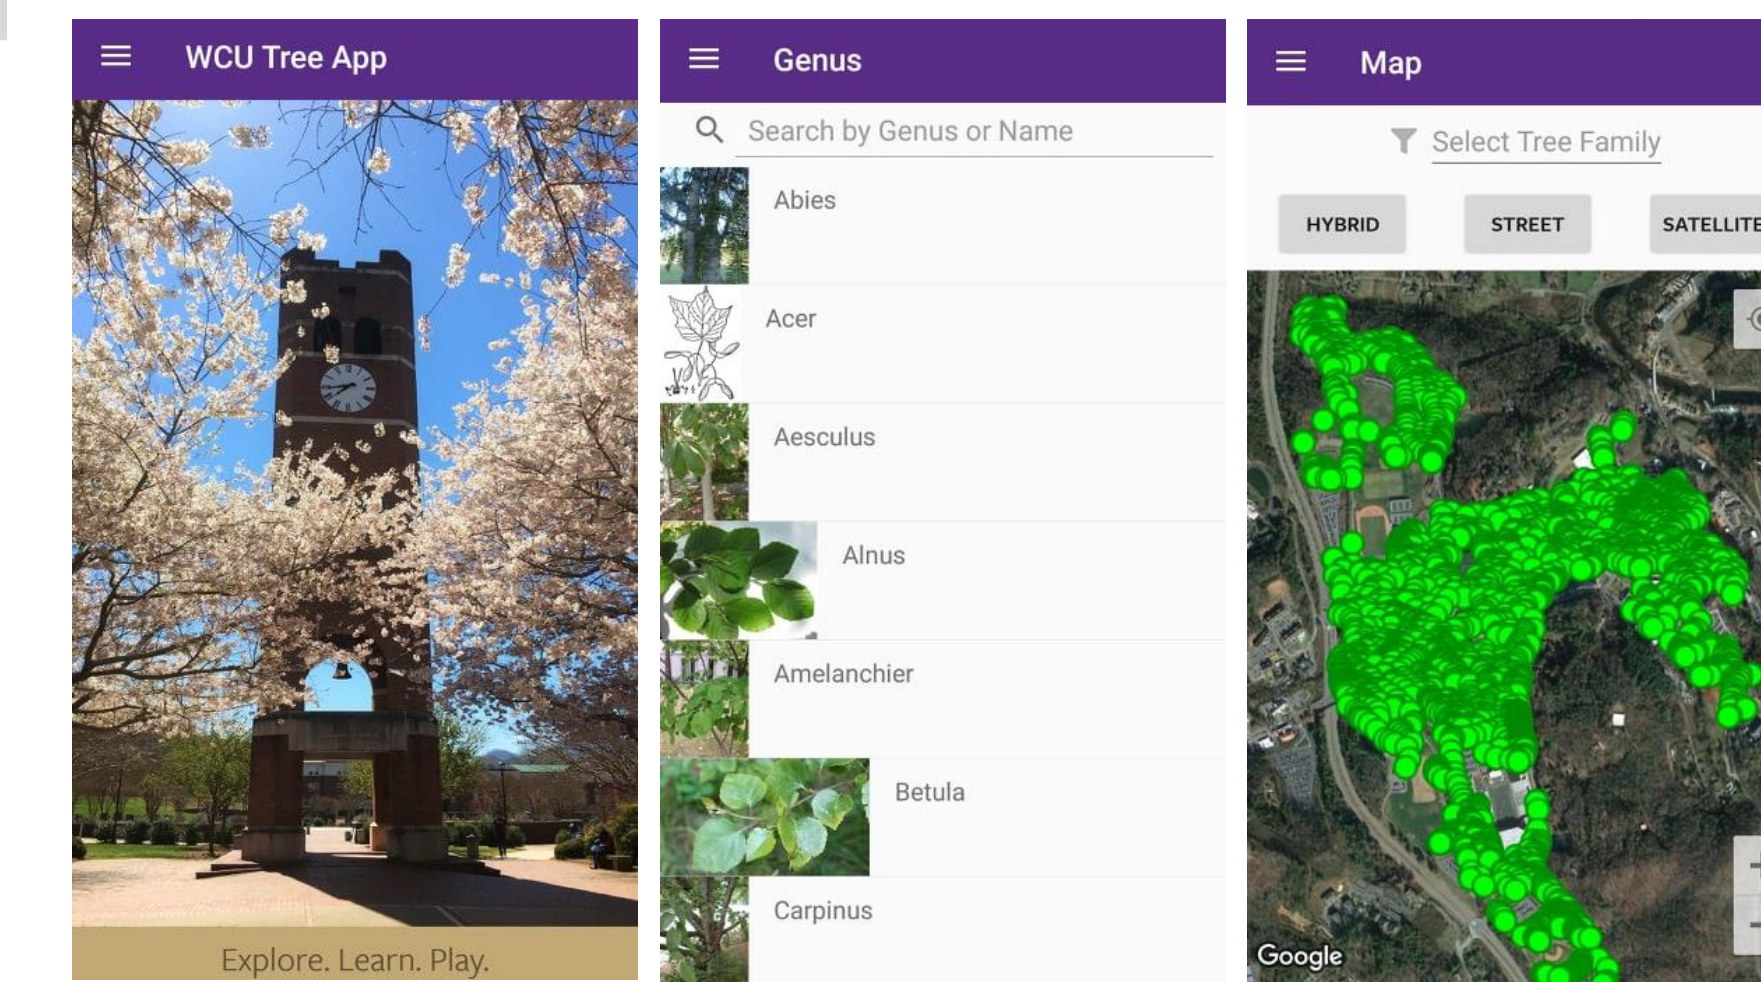 WCU Tree App
Explore. Learn. Play.
Genus
Search by Genus or Name
Abies
Acer
Aesculus
Alnus
Amelanchier
Betula
Carpinus
Map
Select Tree Family
HYBRID STREET SATELLITE
Google